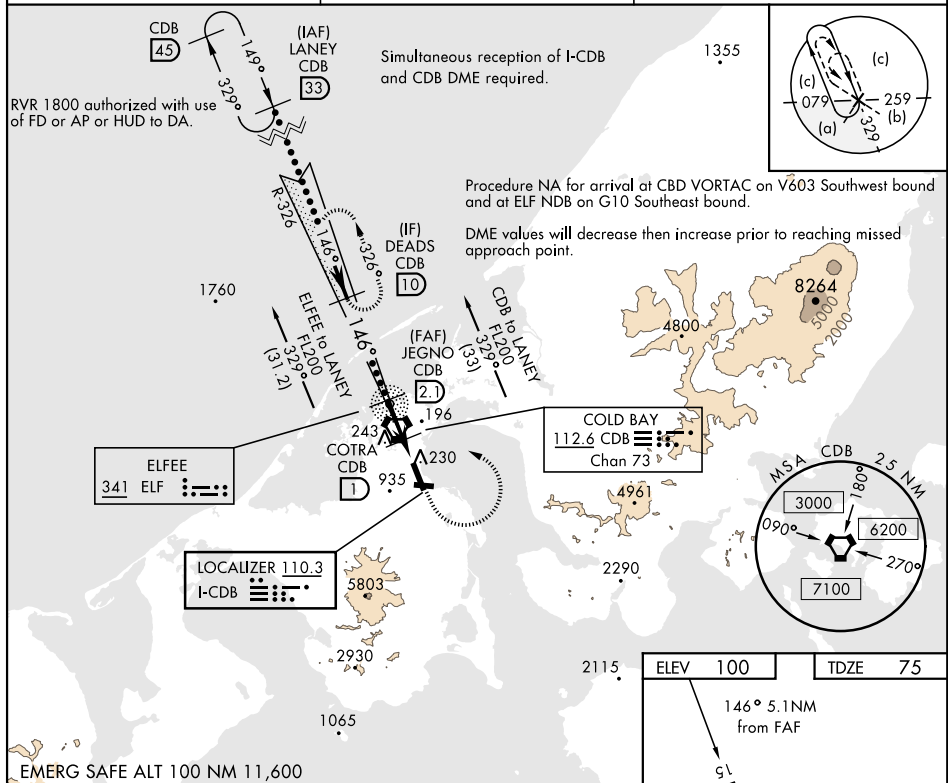 CDB
45
149°
329°
(IAF)
LANEY
CDB
33
Simultaneous reception of I-CDB
and CDB DME required.
1355
(c)
(c)
079
259
(a)
(b)
329
RVR 1800 authorized with use
of FD or AP or HUD to DA.
R-326
146°
326°
Procedure NA for arrival at CBD VORTAC on V603 Southwest bound
and at ELF NDB on G10 Southeast bound.
DME values will decrease then increase prior to reaching missed
approach point.
(IF)
DEADS
CDB
10
1760
8264
5000
2000
4800
ELFEE to LANEY
FL200
329°
(31.2)
146°
CDB to LANEY
FL200
329°
(33)
(FAF)
JEGNO
CDB
2.1
196
243
COTRA
CDB
1
230
935
COLD BAY
112.6 CDB
Chan 73
ELFEE
341 ELF
4961
MSA CDB 25 NM
180°
3000
090°
6200
270°
7100
LOCALIZER 110.3
I-CDB
5803
2290
2930
2115
1065
ELEV 100
TDZE 75
146° 5.1NM
from FAF
15
EMERG SAFE ALT 100 NM 11,600